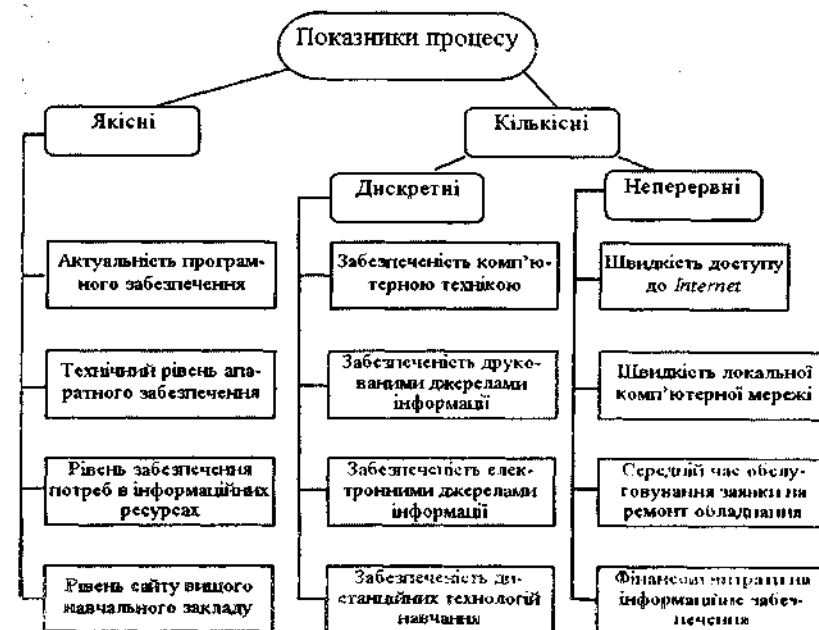 Показники процесу
Якісні
Кількісні
Дискретні
Неперервні
Актуальність програм-
ного забезпечення
Технічний рівень апа-
ратного забезпечення
Рівень забезпечення
потреб в інформаційних
ресурсах
Рівень сайту вищого
навчального закладу
Забезпеченість комп’ю-
терною технікою
Забезпеченість друко-
ваними джерелами
інформації
Забезпеченість елек-
тронними джерелами
інформації
Забезпеченість ди-
станційних технологій
навчання
Швидкість доступу
до Internet
Швидкість локальної
комп’ютерної мережі
Середній час обслу-
говування заявки на
ремонт обладнання
Фінансові витрати на
інформаційне забез-
печення